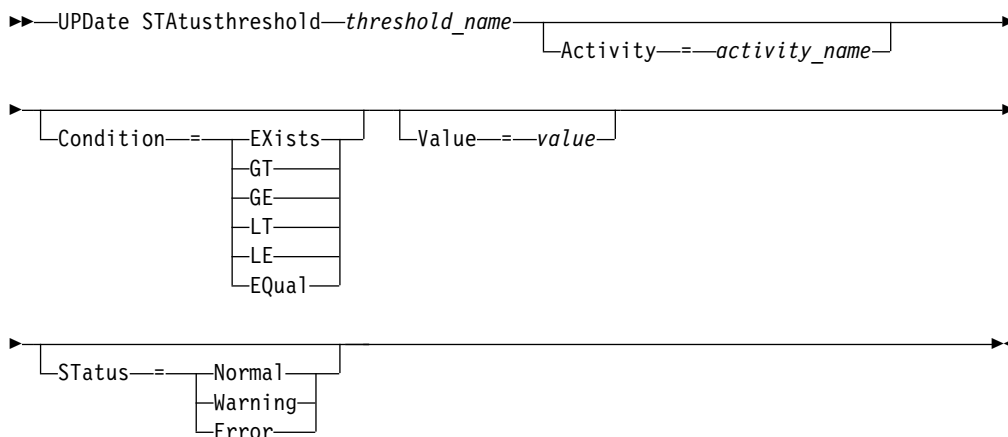 UPDate STAtusthreshold threshold_name
Activity = activity_name
Condition = EXists
GT
GE
LT
LE
EQual
Value = value
STatus = Normal
Warning
Error